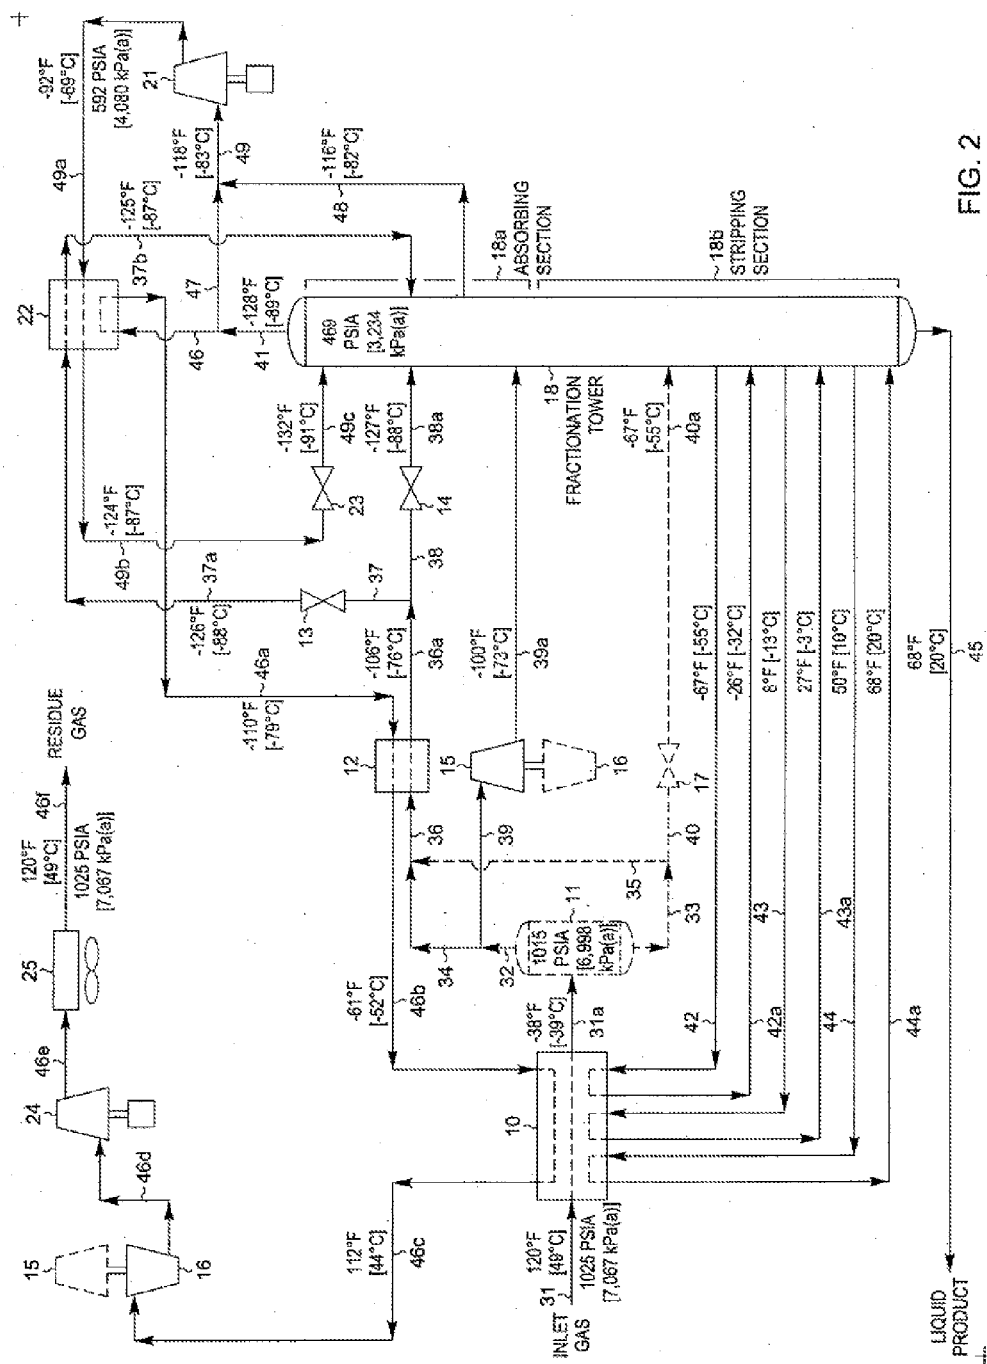 FIG. 2
RESIDUE
GAS
46f
120°F
[49°C]
1025 PSIA
[7,067 kPa(a)]
25
46e
24
46d
15
16
112°F
[44°C]
46c
-92°F
[-69°C]
592 PSIA
[4,080 kPa(a)]
49a
21
-118°F
[-83°C]
49
-116°F
[-82°C]
48
-125°F
[-87°C]
37b
22
47
46
-128°F
[-89°C]
41
-124°F
[-87°C]
49b
37a
-126°F
[-88°C]
13
37
-132°F
[-91°C]
49c
23
-127°F
[-88°C]
38a
14
38
-106°F
[-76°C]
36a
46a
-110°F
[-79°C]
12
36
-61°F
[-52°C]
46b
34
39
15
16
-100°F
[-73°C]
39a
469
PSIA
[3,234
kPa(a)]
18
FRACTIONATION
TOWER
18a
ABSORBING
SECTION
18b
STRIPPING
SECTION
-67°F
[-55°C]
40a
17
40
35
33
11
32
1015
PSIA
[6,998
kPa(a)]
-38°F
[-39°C]
31a
10
120°F
[49°C]
31
1025 PSIA
[7,067 kPa(a)]
INLET
GAS
-67°F [-55°C]
-26°F [-32°C]
8°F [-13°C]
27°F [-3°C]
50°F [10°C]
68°F [20°C]
42
42a
43
43a
44
44a
68°F
[20°C]
45
LIQUID
PRODUCT